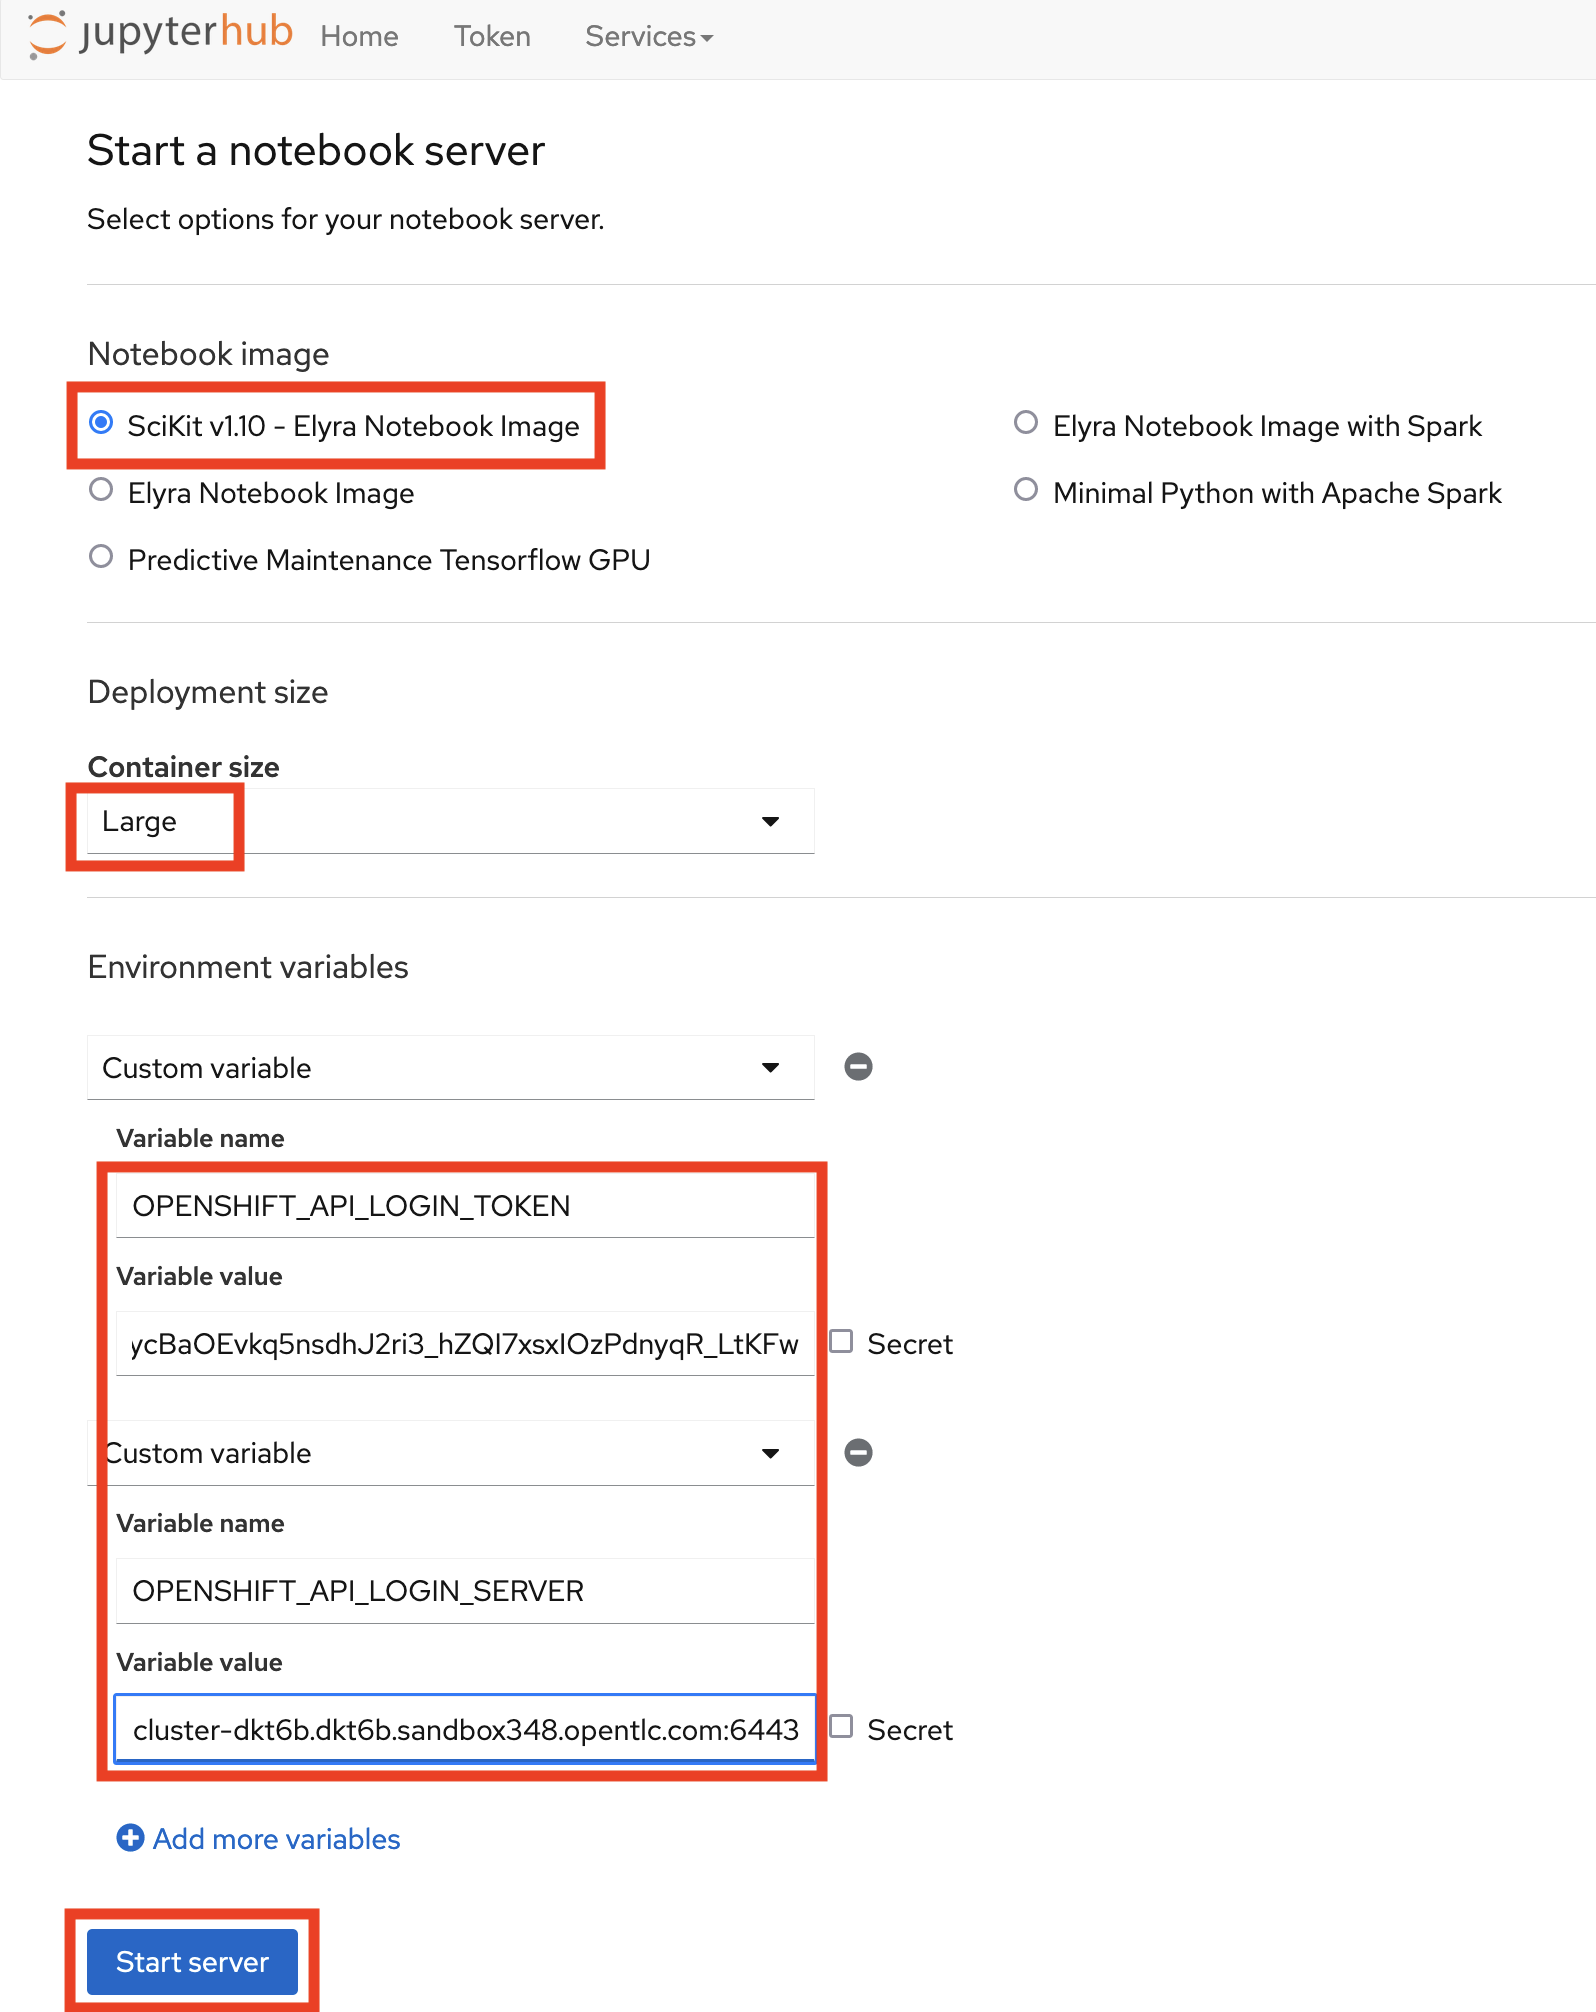 jupyterhub Home Token Services
Start a notebook server
Select options for your notebook server.
Notebook image
SciKit v1.10 - Elyra Notebook Image
Elyra Notebook Image with Spark
Elyra Notebook Image
Minimal Python with Apache Spark
Predictive Maintenance Tensorflow GPU
Deployment size
Container size
Large
Environment variables
Custom variable
Variable name
OPENSHIFT_API_LOGIN_TOKEN
Variable value
ycBaOEvkq5nsdhJ2ri3_hZQI7xsxIOzPdnyqR_LtKFw
Secret
Custom variable
Variable name
OPENSHIFT_API_LOGIN_SERVER
Variable value
cluster-dkt6b.dkt6b.sandbox348.opentlc.com:6443
Secret
Add more variables
Start server